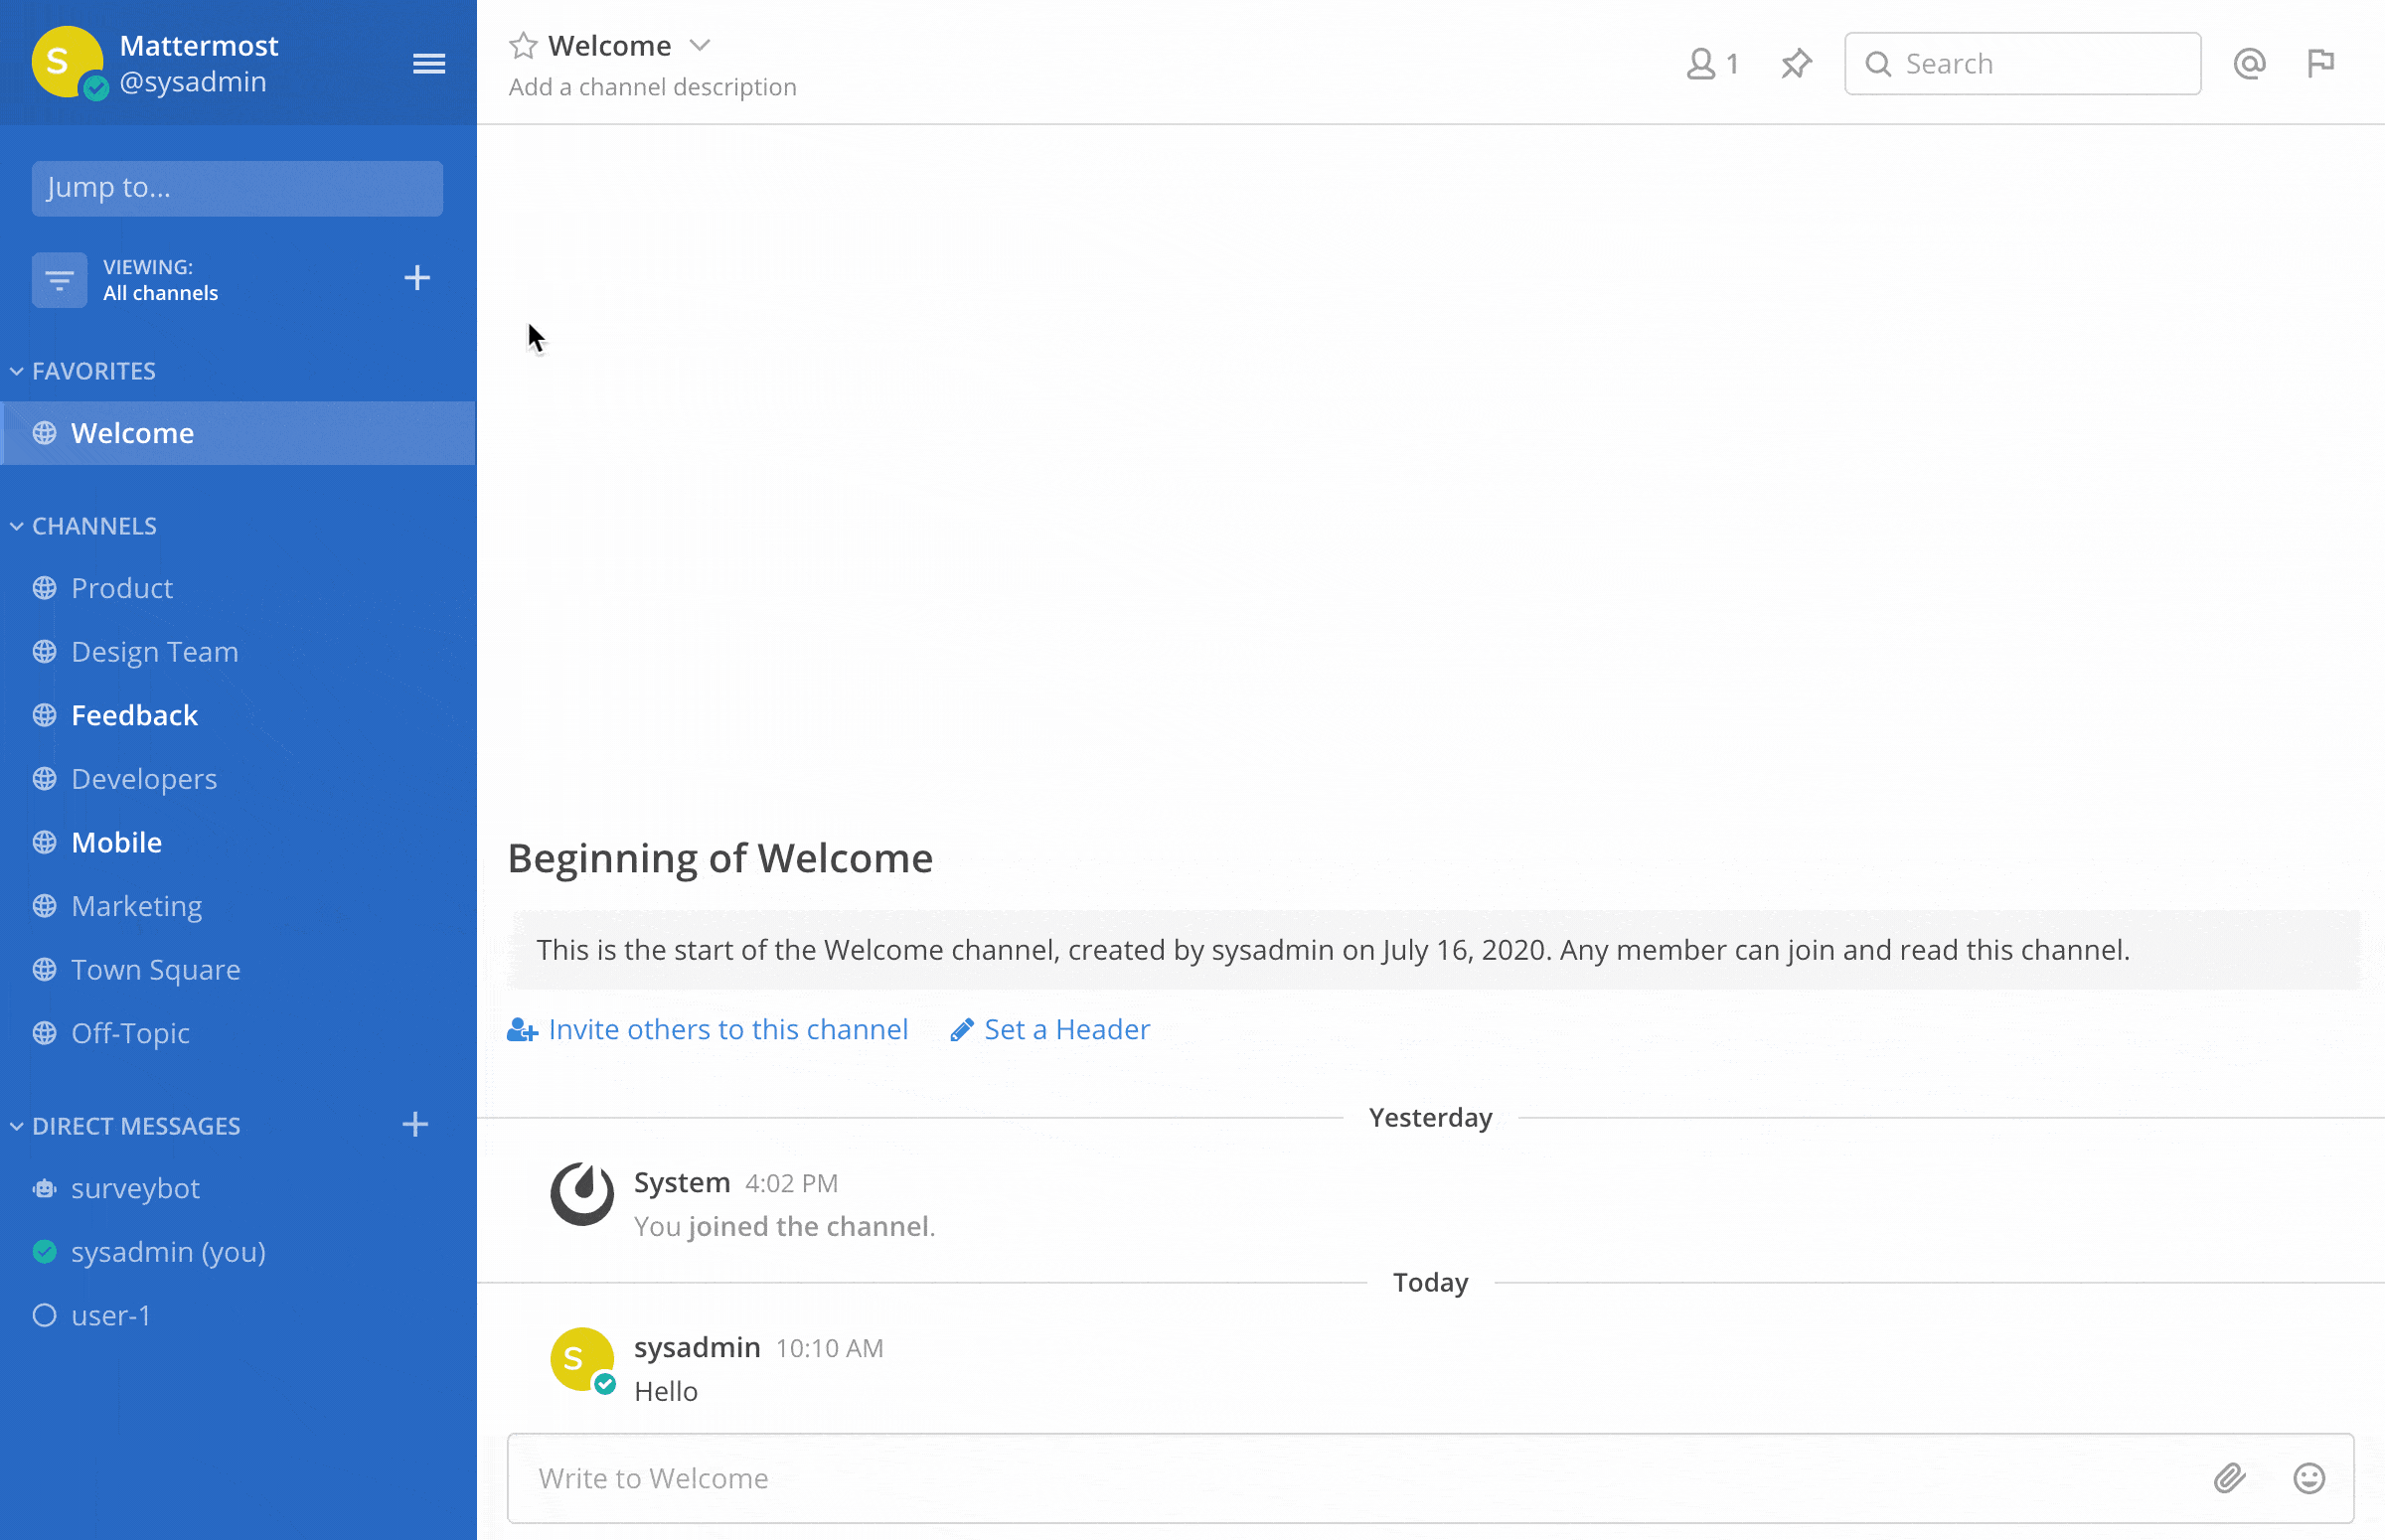 S
Mattermost
@sysadmin
Jump to...
VIEWING:
All channels
FAVORITES
Welcome
CHANNELS
Product
Design Team
Feedback
Developers
Mobile
Marketing
Town Square
Off-Topic
DIRECT MESSAGES
surveybot
sysadmin (you)
user-1
Welcome
Add a channel description
1
Search
Beginning of Welcome
This is the start of the Welcome channel, created by sysadmin on July 16, 2020. Any member can join and read this channel.
Invite others to this channel Set a Header
Yesterday
System 4:02 PM
You joined the channel.
Today
S
sysadmin 10:10 AM
Hello
Write to Welcome